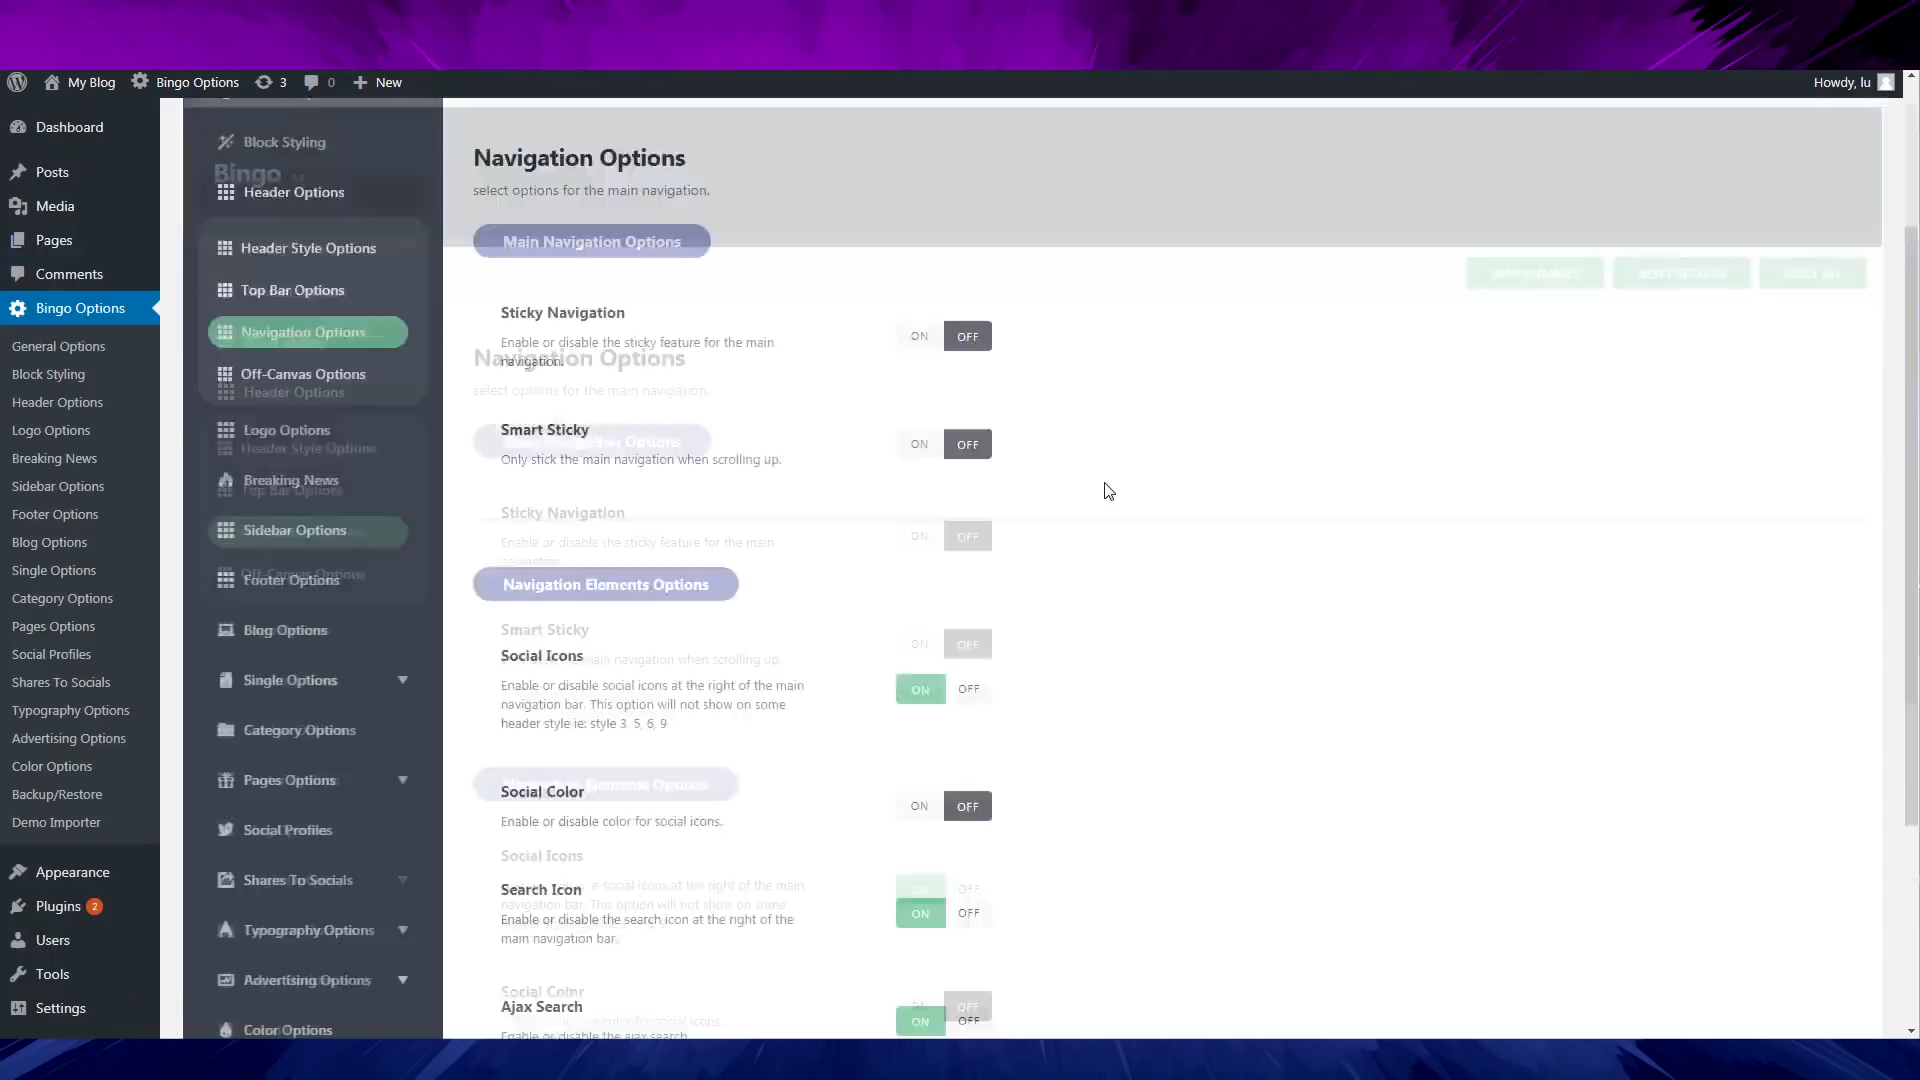 My Blog
Bingo Options
3
0
New
Howdy, lu
Dashboard
Posts
Media
Pages
Comments
Bingo Options
General Options
Block Styling
Header Options
Logo Options
Breaking News
Sidebar Options
Footer Options
Blog Options
Single Options
Category Options
Pages Options
Social Profiles
Shares To Socials
Typography Options
Advertising Options
Color Options
Backup/Restore
Demo Importer
Appearance
Plugins 2
Users
Tools
Settings
Block Styling
Bingo
Header Options
Header Style Options
Top Bar Options
Navigation Options
Off-Canvas Options
Header Options
Logo Options
Header Style Options
Breaking News
Top Bar Options
Sidebar Options
Off-Canvas Options
Footer Options
Blog Options
Single Options
Category Options
Pages Options
Social Profiles
Shares To Socials
Typography Options
Advertising Options
Color Options
Navigation Options
select options for the main navigation.
Main Navigation Options
Sticky Navigation
Enable or disable the sticky feature for the main
navigation.
ON OFF
Navigation Options
select options for the main navigation.
Smart Sticky
Only stick the main navigation when scrolling up.
ON OFF
Sticky Navigation
Enable or disable the sticky feature for the main
ON OFF
Navigation Elements Options
Smart Sticky
main navigation when scrolling up.
ON OFF
Social Icons
Enable or disable social icons at the right of the main
navigation bar. This option will not show on some
header style ie: style 3, 5, 6, 9
ON OFF
Social Color
Enable or disable color for social icons.
ON OFF
Social Icons
social icons at the right of the main
navigation bar. This option will not show on some
ON OFF
Search Icon
Enable or disable the search icon at the right of the
main navigation bar.
ON OFF
Social Color
color for social icons.
OFF
Ajax Search
Enable or disable the ajax search
ON OFF